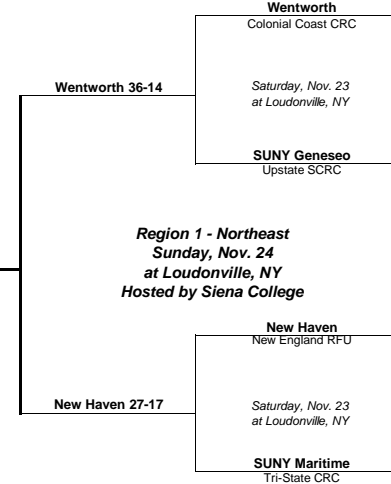 Wentworth
Colonial Coast CRC
Wentworth 36-14
Saturday, Nov. 23
at Loudonville, NY
SUNY Geneseo
Upstate SCRC
Region 1 - Northeast
Sunday, Nov. 24
at Loudonville, NY
Hosted by Siena College
New Haven
New England RFU
New Haven 27-17
Saturday, Nov. 23
at Loudonville, NY
SUNY Maritime
Tri-State CRC